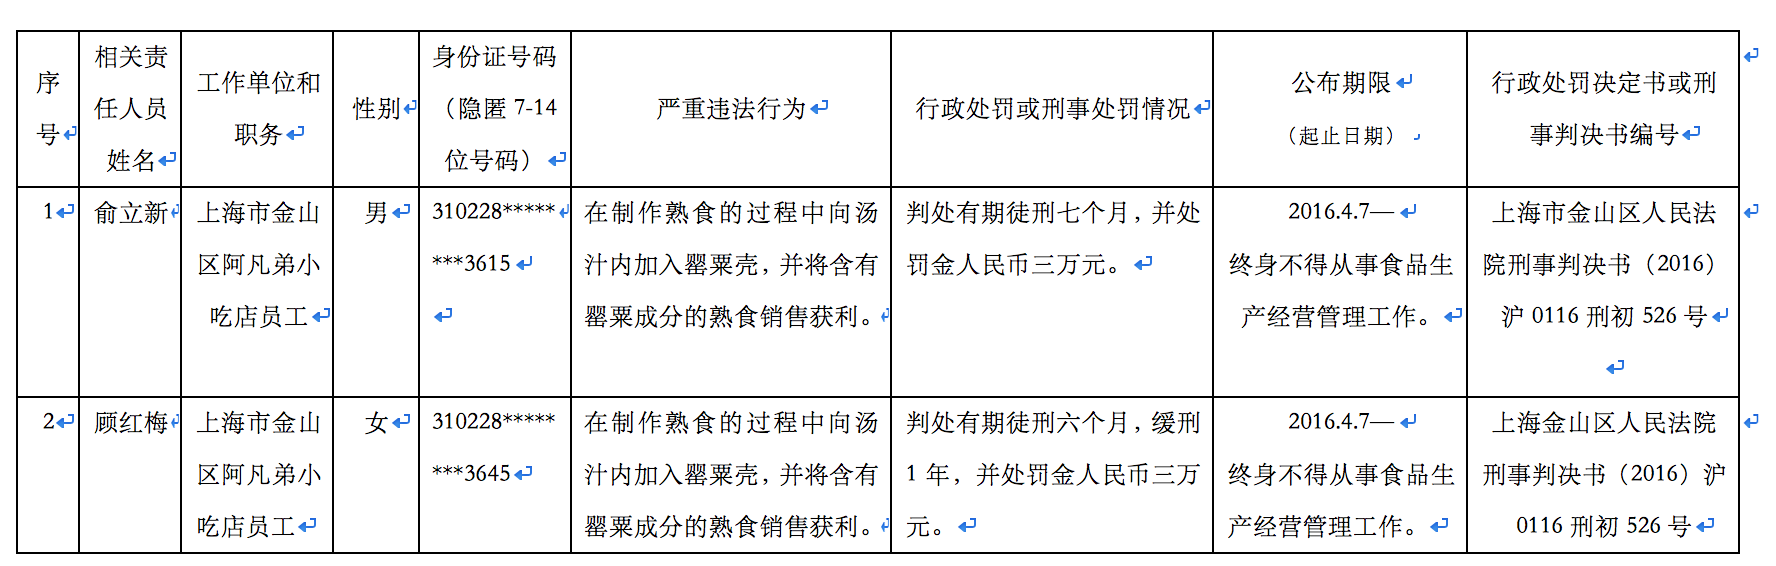 序
号
相关责
任人员
姓名
工作单位和
职务
性别
身份证号码
（隐匿 7-14
位号码）
严重违法行为
行政处罚或刑事处罚情况
公布期限
（起止日期）
行政处罚决定书或刑
事判决书编号
1
俞立新
上海市金山
区阿凡弟小
吃店员工
男
310228*****
***3615
在制作熟食的过程中向汤
汁内加入罂粟壳，并将含有
罂粟成分的熟食销售获利。
判处有期徒刑七个月，并处
罚金人民币三万元。
2016.4.7—
终身不得从事食品生
产经营管理工作。
上海市金山区人民法
院刑事判决书（2016）
沪 0116 刑初 526 号
2
顾红梅
上海市金山
区阿凡弟小
吃店员工
女
310228*****
***3645
在制作熟食的过程中向汤
汁内加入罂粟壳，并将含有
罂粟成分的熟食销售获利。
判处有期徒刑六个月，缓刑
1 年，并处罚金人民币三万
元。
2016.4.7—
终身不得从事食品生
产经营管理工作。
上海金山区人民法院
刑事判决书（2016）沪
0116 刑初 526 号